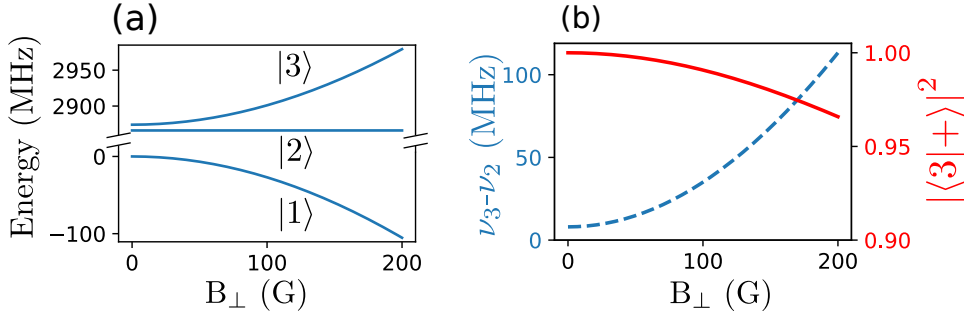 (a)
Energy (MHz)
2950
2900
0
−100
|3⟩
|2⟩
|1⟩
0 100 200
B⊥ (G)
(b)
ν3-ν2 (MHz)
100
50
0
1.00
0.95
0.90
|⟨3|+⟩|²
0 100 200
B⊥ (G)